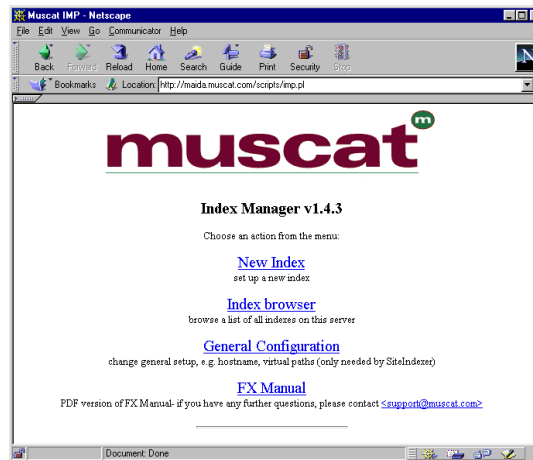 Muscat IMP - Netscape
File Edit View Go Communicator Help
Back Forward Reload Home Search Guide Print Security Stop
Bookmarks Location: http://maida.muscat.com/scripts/imp.pl
muscat m
Index Manager v1.4.3
Choose an action from the menu:
New Index
set up a new index
Index browser
browse a list of all indexes on this server
General Configuration
change general setup, e.g. hostname, virtual paths (only needed by SiteIndexer)
FX Manual
PDF version of FX Manual- if you have any further questions, please contact <support@muscat.com>
Document: Done